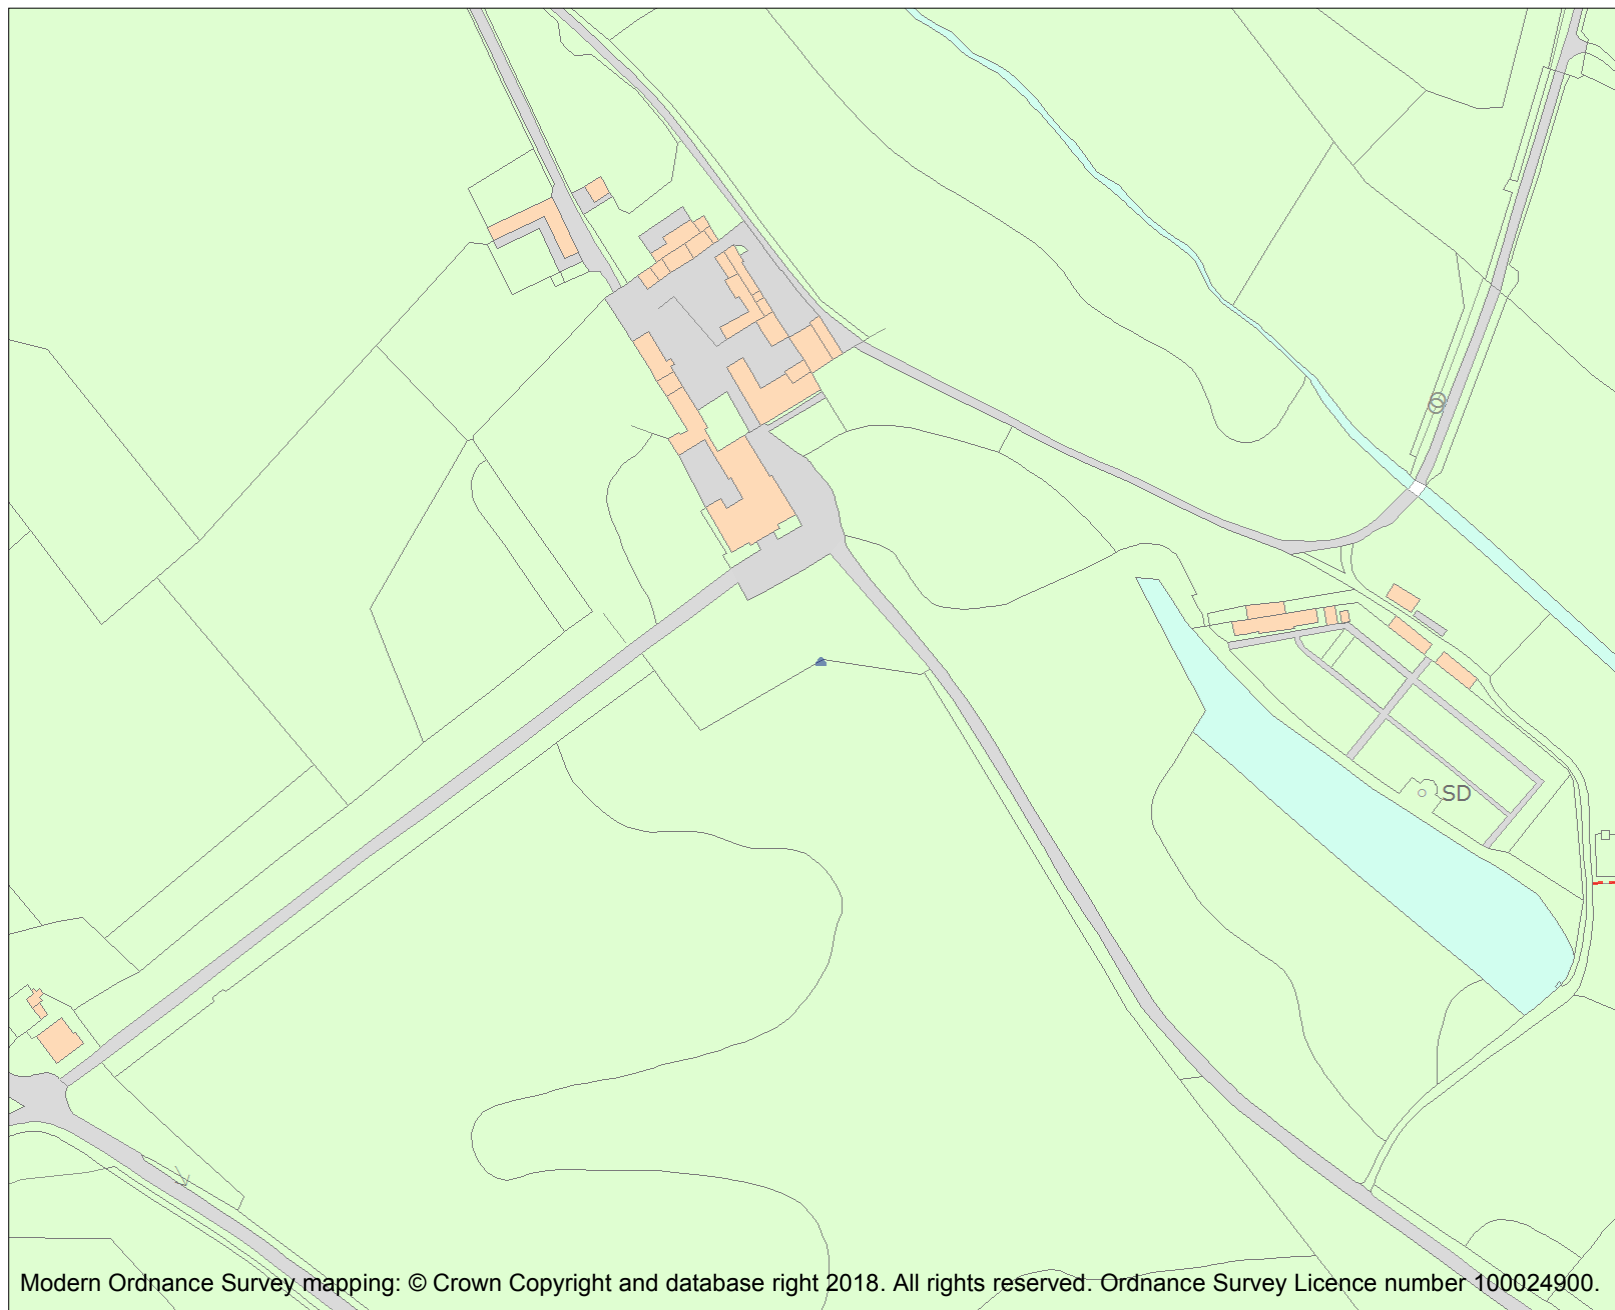 SD
Modern Ordnance Survey mapping: © Crown Copyright and database right 2018. All rights reserved. Ordnance Survey Licence number 100024900.